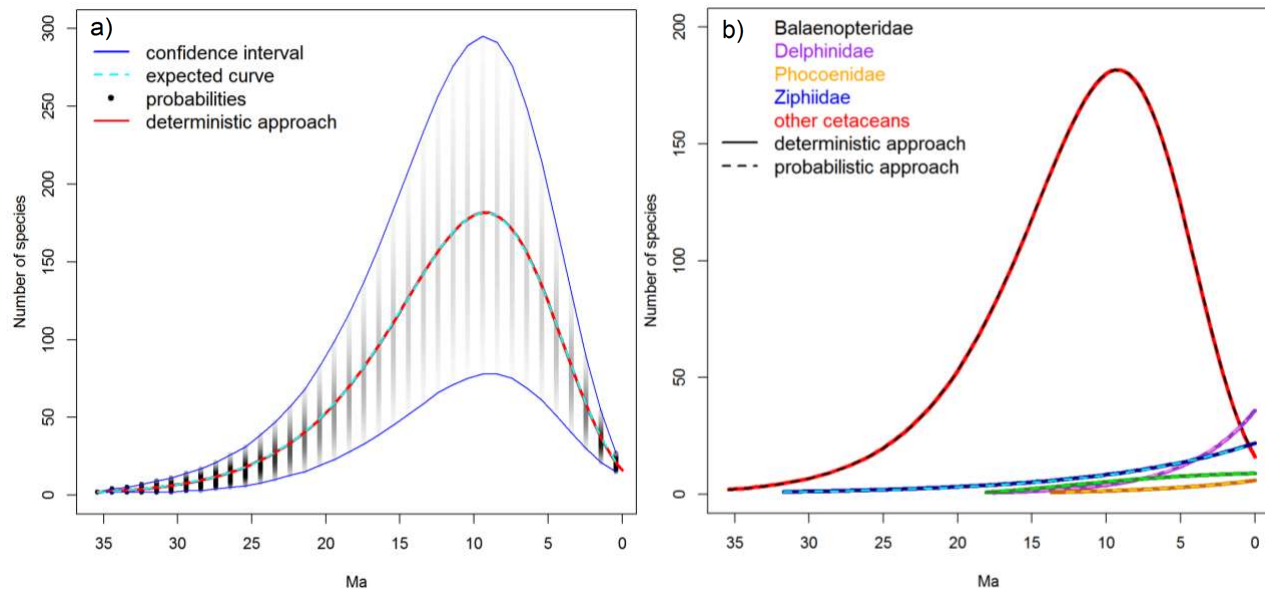 a)
confidence interval
expected curve
probabilities
deterministic approach
Number of species
300
250
200
150
100
50
0
35 30 25 20 15 10 5 0
Ma
b)
Balaenopteridae
Delphinidae
Phocoenidae
Ziphiidae
other cetaceans
deterministic approach
probabilistic approach
Number of species
200
150
100
50
0
35 30 25 20 15 10 5 0
Ma